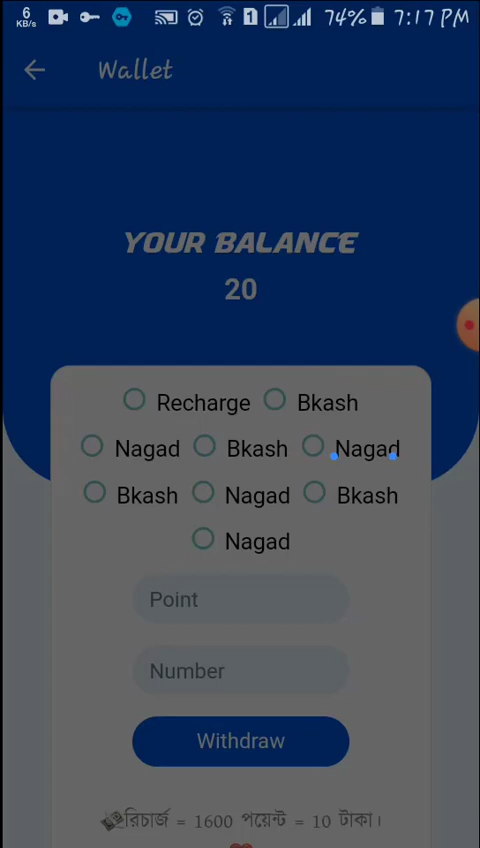 6
KB/s
1
74%
7:17 PM
Wallet
YOUR BALANCE
20
Recharge Bkash
Nagad Bkash Nagad
Bkash Nagad Bkash
Nagad
Point
Number
Withdraw
রিচার্জ = 1600 পয়েন্ট = 10 টাকা।